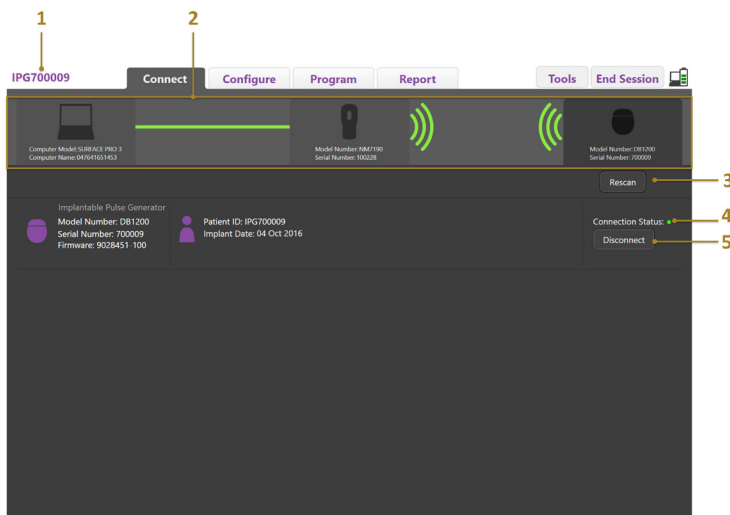 1
2
IPG700009
Connect
Configure
Program
Report
Tools
End Session
Computer Model:SURFACE PRO 3
Computer Name:047641651453
Model Number:NM7190
Serial Number:100228
Model Number:DB1200
Serial Number:700009
Rescan
3
Implantable Pulse Generator
Model Number: DB1200
Serial Number: 700009
Firmware: 9028451-100
Patient ID: IPG700009
Implant Date: 04 Oct 2016
Connection Status:
4
Disconnect
5